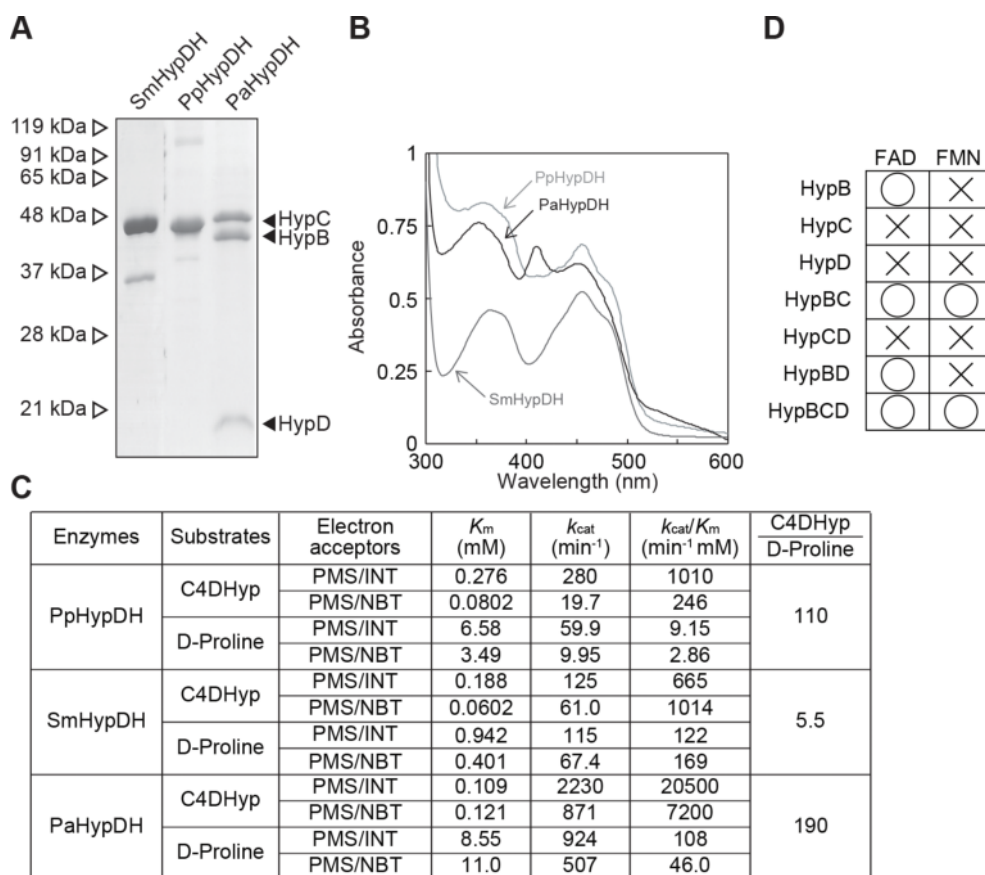 A
SmHypDH PpHypDH PaHypDH
119 kDa
91 kDa
65 kDa
48 kDa
37 kDa
28 kDa
21 kDa
HypC
HypB
HypD
B
Absorbance
1
0.75
0.5
0.25
0
300 400 500 600
Wavelength (nm)
PpHypDH
PaHypDH
SmHypDH
D
FAD FMN
HypB ○ ×
HypC × ×
HypD × ×
HypBC ○ ○
HypCD × ×
HypBD ○ ×
HypBCD ○ ○
C
Enzymes Substrates Electron acceptors Km (mM) kcat (min-1) kcat/Km (min-1 mM) C4DHyp / D-Proline
PpHypDH C4DHyp PMS/INT 0.276 280 1010 110
PMS/NBT 0.0802 19.7 246
D-Proline PMS/INT 6.58 59.9 9.15
PMS/NBT 3.49 9.95 2.86
SmHypDH C4DHyp PMS/INT 0.188 125 665 5.5
PMS/NBT 0.0602 61.0 1014
D-Proline PMS/INT 0.942 115 122
PMS/NBT 0.401 67.4 169
PaHypDH C4DHyp PMS/INT 0.109 2230 20500 190
PMS/NBT 0.121 871 7200
D-Proline PMS/INT 8.55 924 108
PMS/NBT 11.0 507 46.0